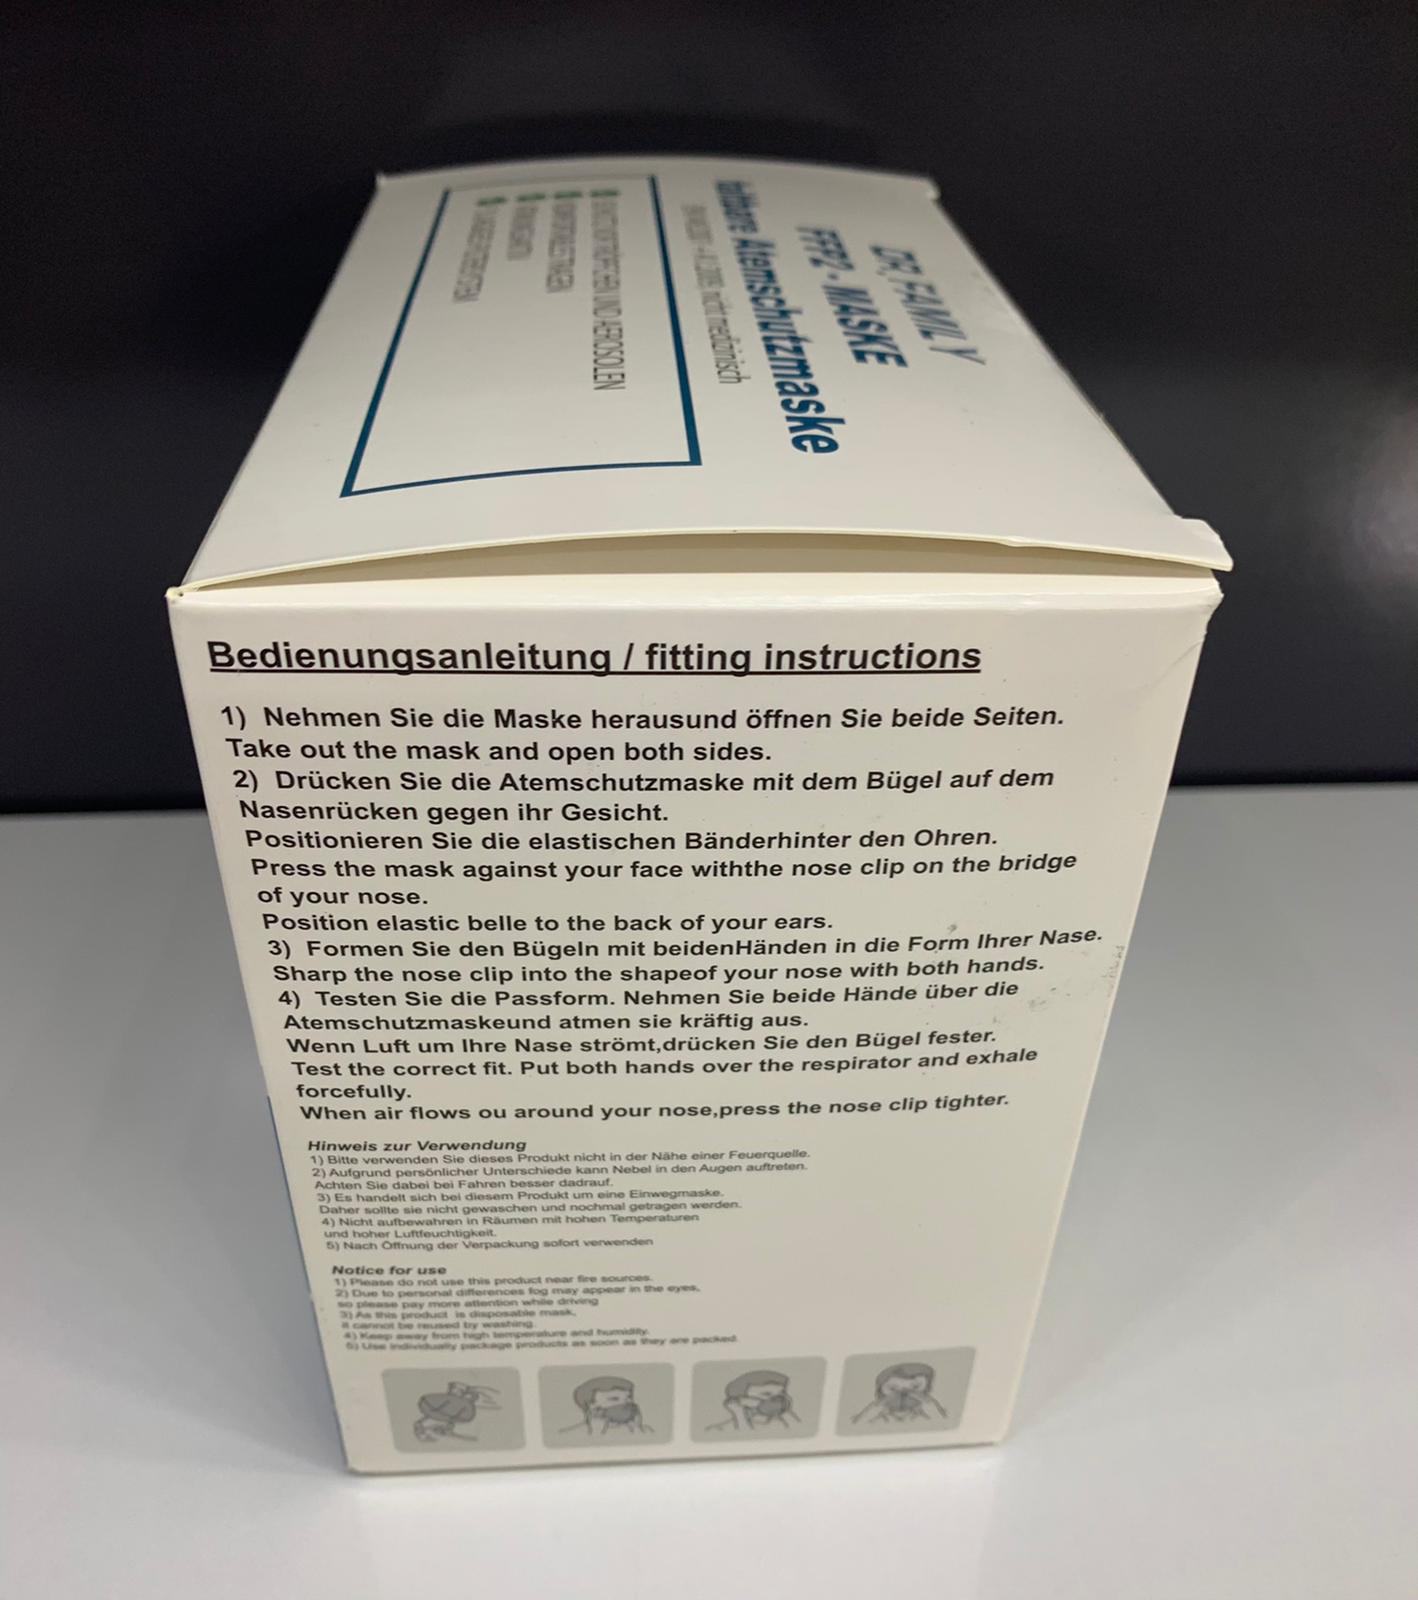 DR, FAMILY
FFP2 - MASKE
faltbare Atemschutzmaske
nicht medizinisch
UND AEROSOLEN
Bedienungsanleitung / fitting instructions
1) Nehmen Sie die Maske herausund öffnen Sie beide Seiten.
Take out the mask and open both sides.
2) Drücken Sie die Atemschutzmaske mit dem Bügel auf dem
Nasenrücken gegen ihr Gesicht.
Positionieren Sie die elastischen Bänderhinter den Ohren.
Press the mask against your face withthe nose clip on the bridge
of your nose.
Position elastic belle to the back of your ears.
3) Formen Sie den Bügeln mit beidenHänden in die Form Ihrer Nase.
Sharp the nose clip into the shapeof your nose with both hands.
4) Testen Sie die Passform. Nehmen Sie beide Hände über die
Atemschutzmaskeund atmen sie kräftig aus.
Wenn Luft um Ihre Nase strömt,drücken Sie den Bügel fester.
Test the correct fit. Put both hands over the respirator and exhale
forcefully.
When air flows ou around your nose,press the nose clip tighter.
Hinweis zur Verwendung
1) Bitte verwenden Sie dieses Produkt nicht in der Nähe einer Feuerquelle.
2) Aufgrund persönlicher Unterschiede kann Nebel in den Augen auftreten.
Achten Sie dabei bei Fahren besser dadrauf.
3) Es handelt sich bei diesem Produkt um eine Einwegmaske.
Daher sollte sie nicht gewaschen und nochmal getragen werden.
4) Nicht aufbewahren in Räumen mit hohen Temperaturen
und hoher Luftfeuchtigkeit.
5) Nach Öffnung der Verpackung sofort verwenden
Notice for use
1) Please do not use this product near fire sources.
2) Due to personal differences fog may appear in the eyes,
so please pay more attention while driving
3) As this product is disposable mask,
it cannot be reused by washing.
4) Keep away from high temperature and humidity.
5) Use individually package products as soon as they are packed.